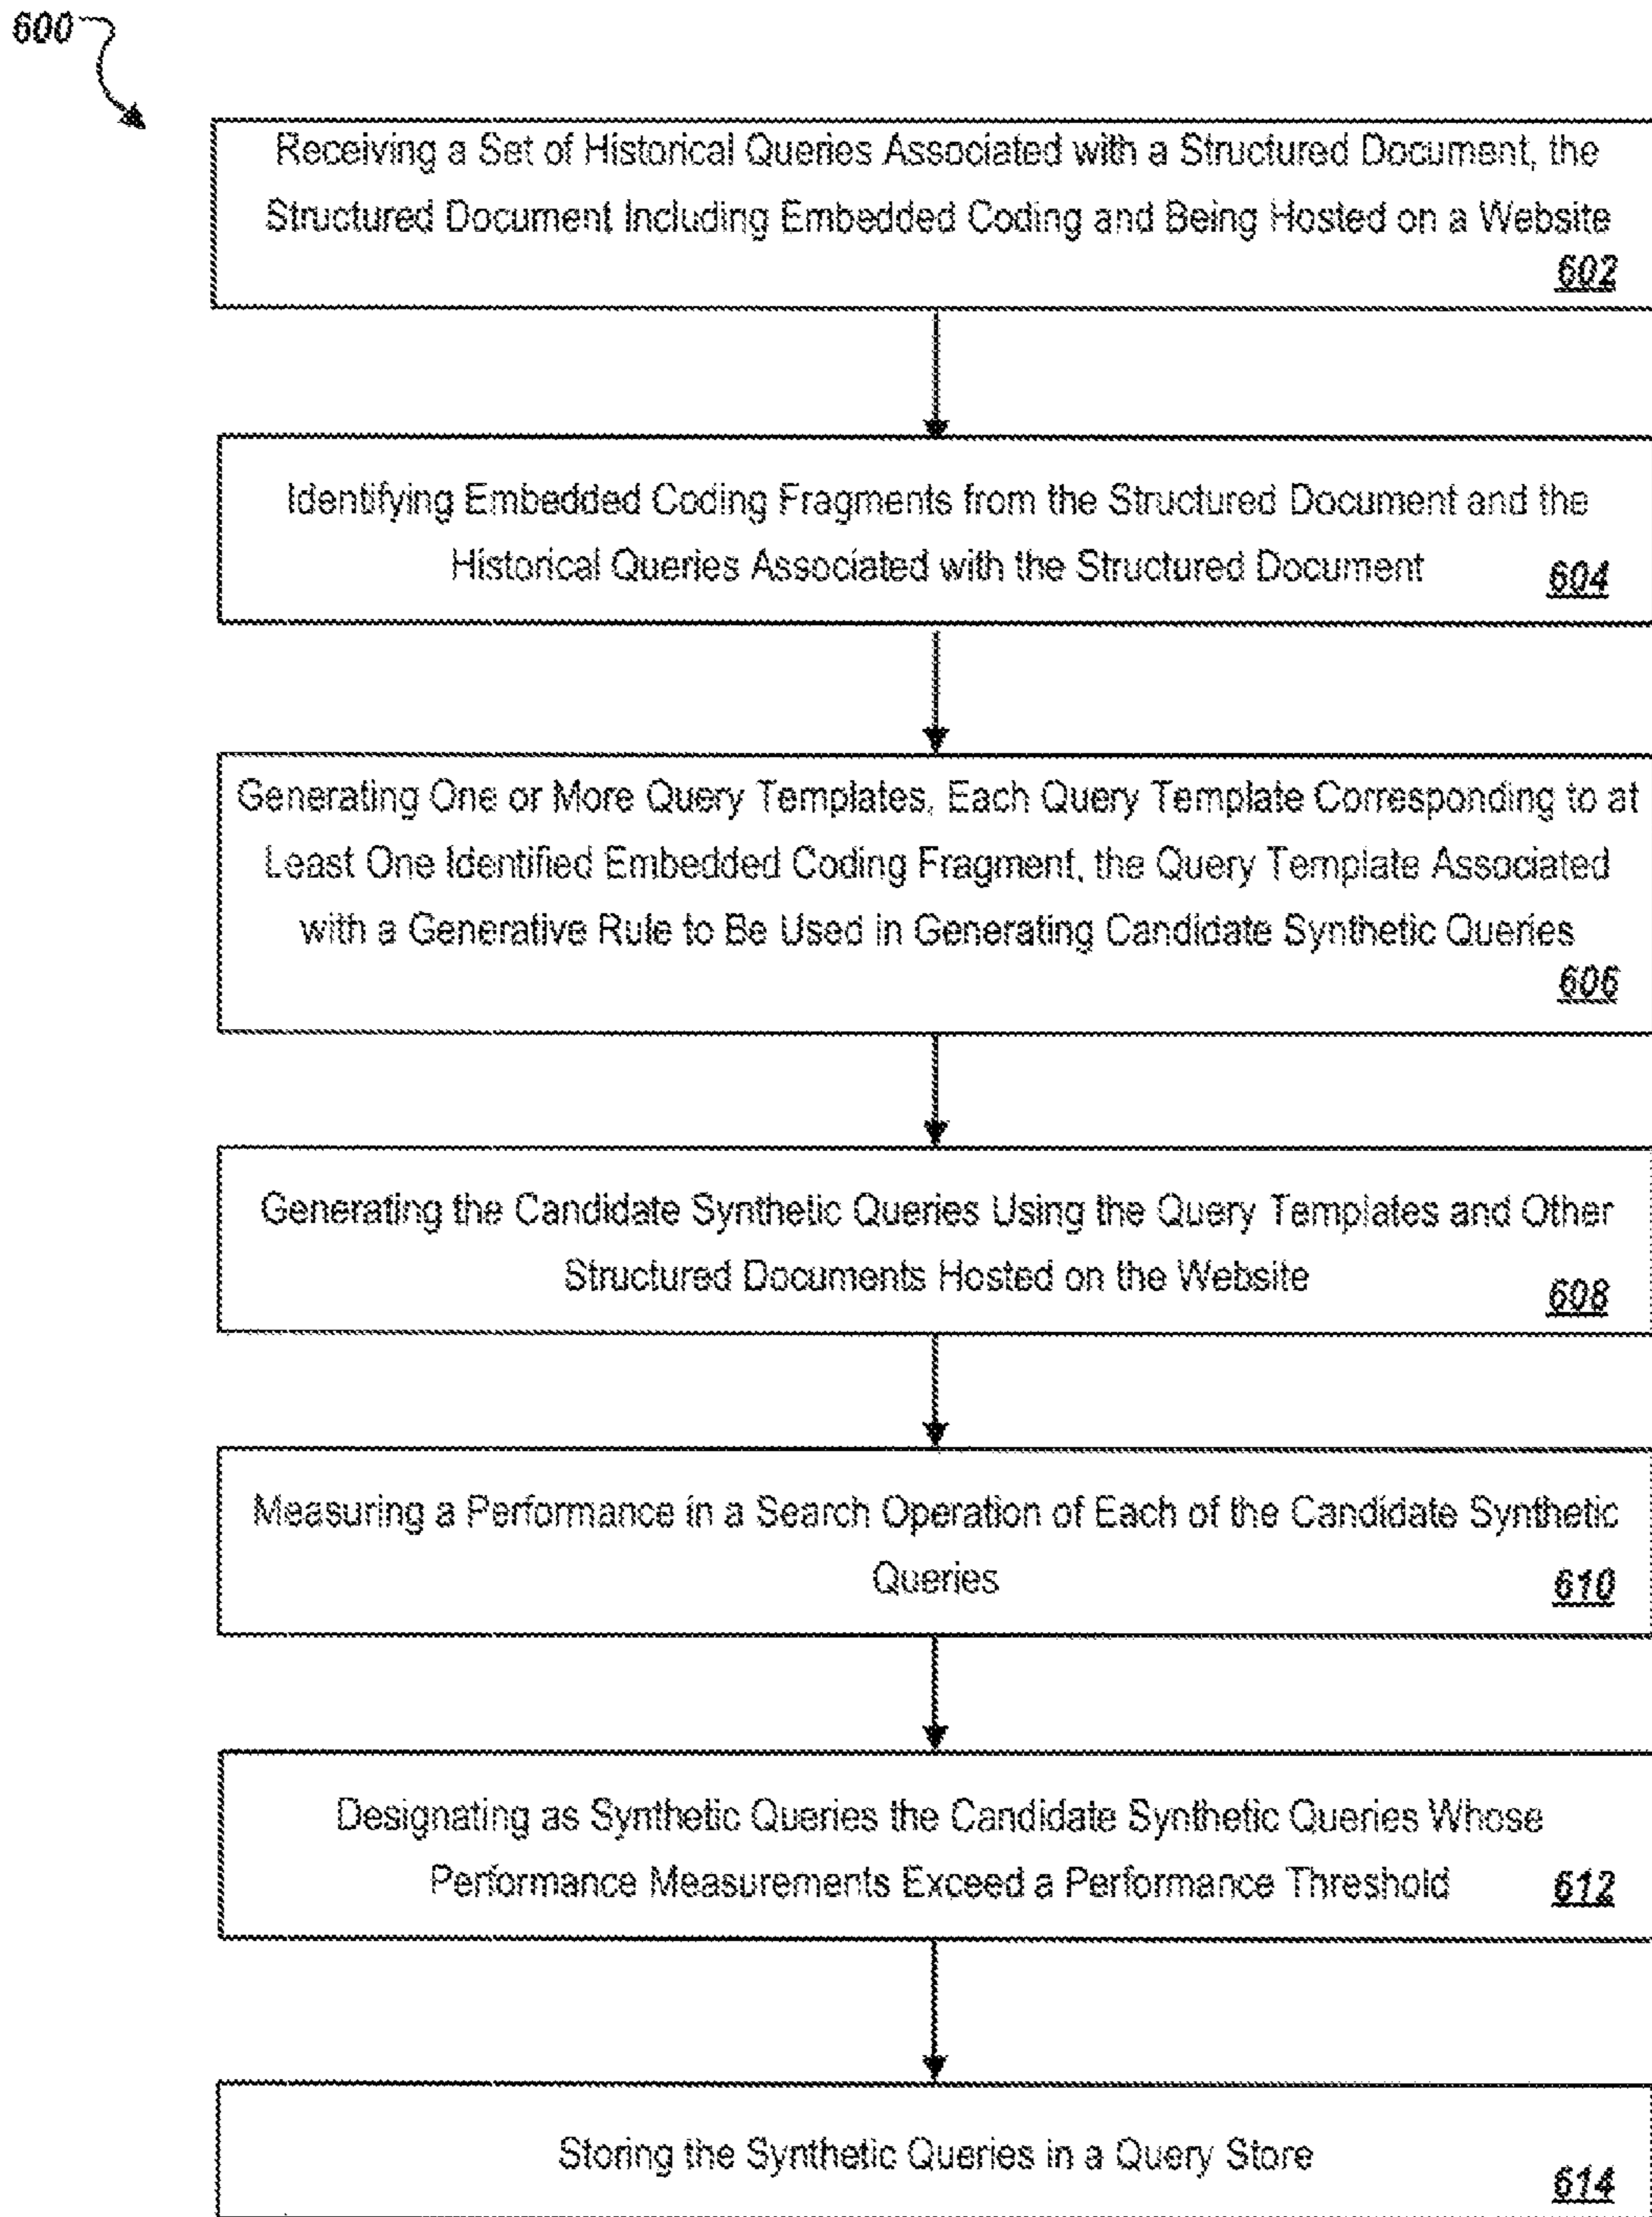 600
Receiving a Set of Historical Queries Associated with a Structured Document, the
Structured Document Including Embedded Coding and Being Hosted on a Website
602
Identifying Embedded Coding Fragments from the Structured Document and the
Historical Queries Associated with the Structured Document
604
Generating One or More Query Templates, Each Query Template Corresponding to at
Least One Identified Embedded Coding Fragment, the Query Template Associated
with a Generative Rule to Be Used in Generating Candidate Synthetic Queries
606
Generating the Candidate Synthetic Queries Using the Query Templates and Other
Structured Documents Hosted on the Website
608
Measuring a Performance in a Search Operation of Each of the Candidate Synthetic
Queries
610
Designating as Synthetic Queries the Candidate Synthetic Queries Whose
Performance Measurements Exceed a Performance Threshold
612
Storing the Synthetic Queries in a Query Store
614